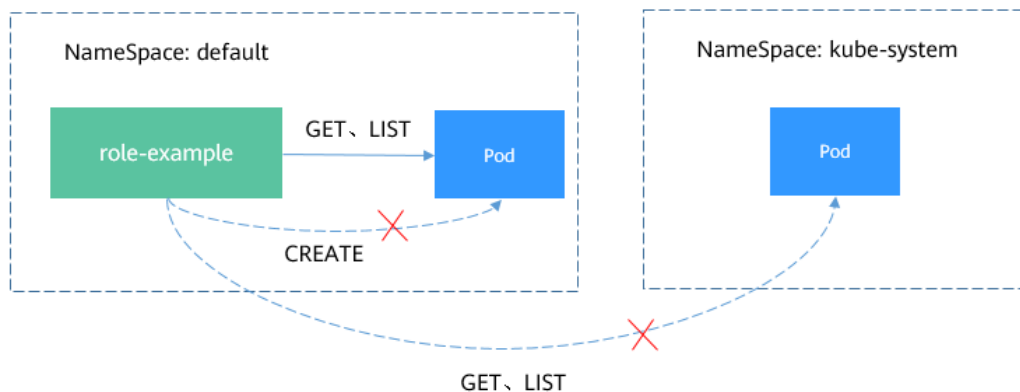 NameSpace: default
NameSpace: kube-system
role-example
GET、LIST
Pod
Pod
CREATE
GET、LIST